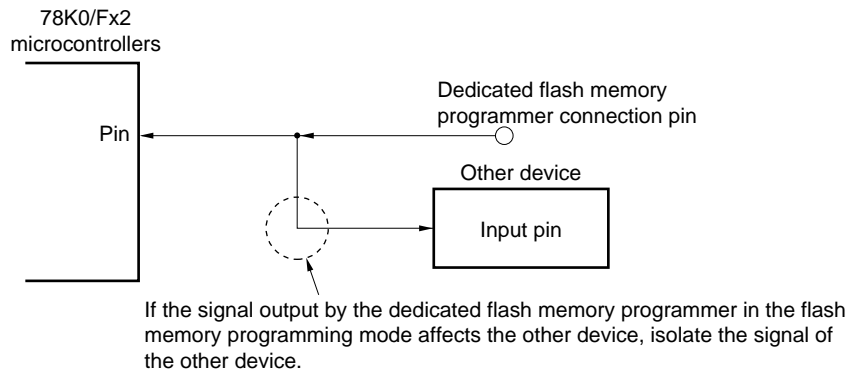 78K0/Fx2
microcontrollers
Dedicated flash memory
programmer connection pin
Pin
Other device
Input pin
If the signal output by the dedicated flash memory programmer in the flash
memory programming mode affects the other device, isolate the signal of
the other device.